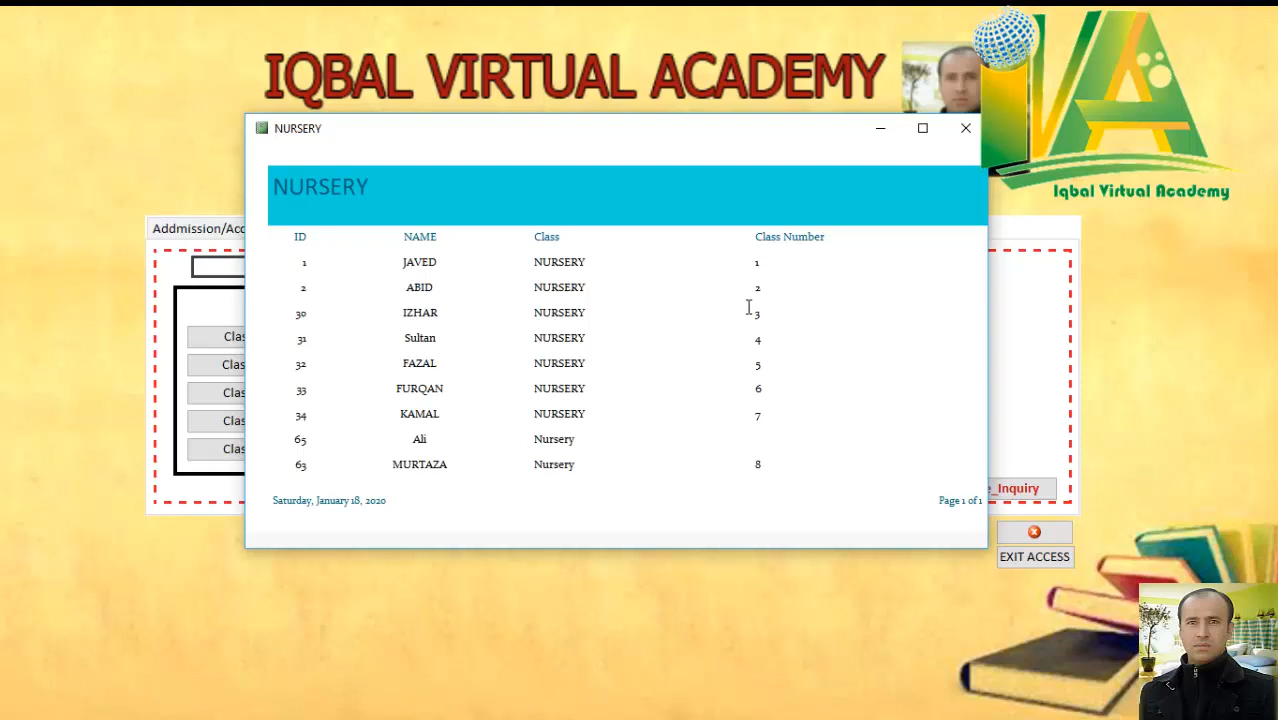 IQBAL VIRTUAL ACADEMY
Iqbal Virtual Academy
NURSERY
NURSERY
ID NAME Class Class Number
1 JAVED NURSERY 1
2 ABID NURSERY 2
30 IZHAR NURSERY 3
31 Sultan NURSERY 4
32 FAZAL NURSERY 5
33 FURQAN NURSERY 6
34 KAMAL NURSERY 7
65 Ali Nursery
63 MURTAZA Nursery 8
Saturday, January 18, 2020 Page 1 of 1
Addmission/Acc
Clas
Clas
Clas
Clas
Clas
e_Inquiry
EXIT ACCESS